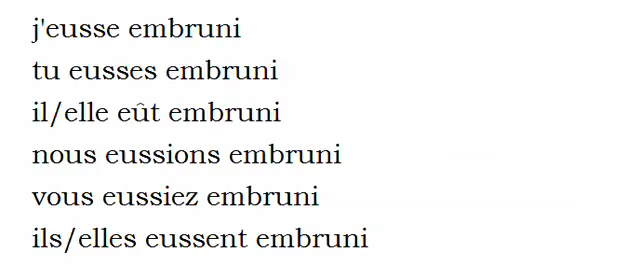 j'eusse embruni
tu eusses embruni
il/elle eût embruni
nous eussions embruni
vous eussiez embruni
ils/elles eussent embruni